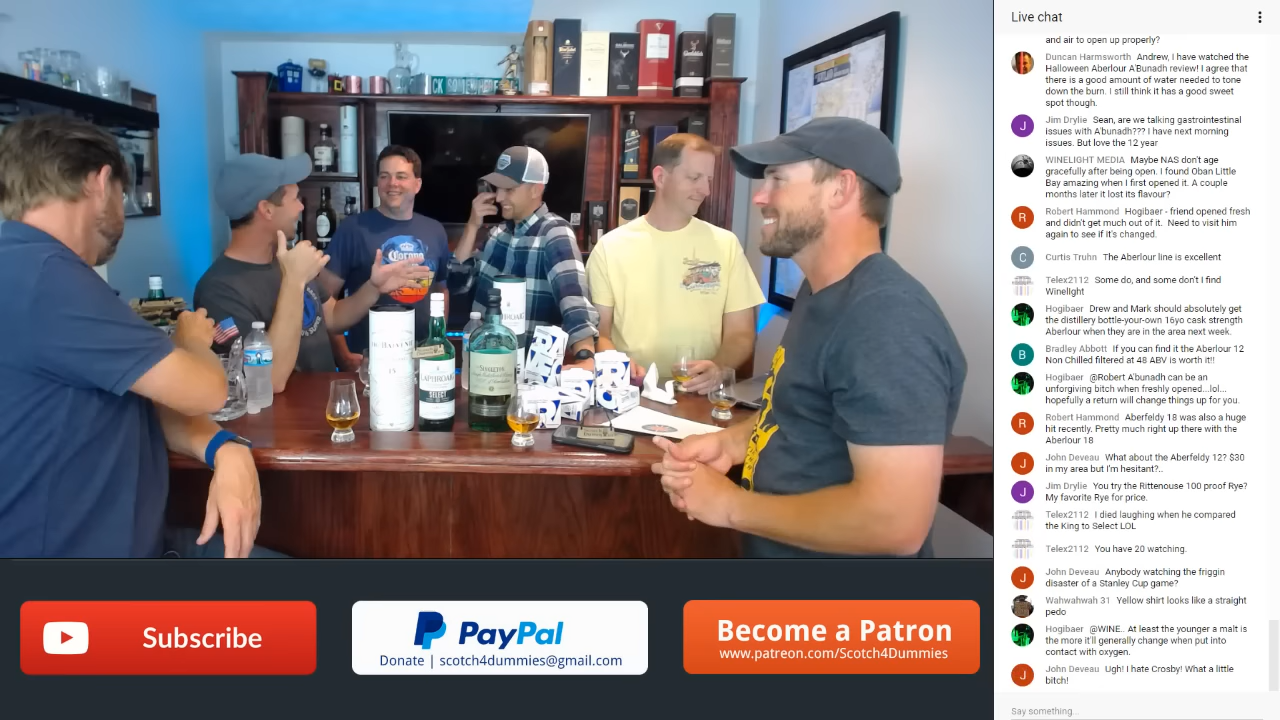 Live chat
and air to open up properly?
Duncan Harmsworth Andrew, I have watched the
Halloween Aberlour A'Bunadh review! I agree that
there is a good amount of water needed to tone
down the burn. I still think it has a good sweet
spot though.
Jim Drylie Sean, are we talking gastrointestinal
issues with A'bunadh??? I have next morning
issues. But love the 12 year
WINELIGHT MEDIA Maybe NAS don't age
gracefully after being open. I found Oban Little
Bay amazing when I first opened it. A couple
months later it lost its flavour?
Robert Hammond Hogibaer - friend opened fresh
and didn't get much out of it. Need to visit him
again to see if it's changed.
Curtis Truhn The Aberlour line is excellent
Telex2112 Some do, and some don't I find
Winelight
Hogibaer Drew and Mark should absolutely get
the distillery bottle-your-own 16yo cask strength
Aberlour when they are in the area next week.
Bradley Abbott If you can find it the Aberlour 12
Non Chilled filtered at 48 ABV is worth it!!
Hogibaer @Robert A'bunadh can be an
unforgiving bitch when freshly opened...lol...
hopefully a return will change things up for you.
Robert Hammond Aberfeldy 18 was also a huge
hit recently. Pretty much right up there with the
Aberlour 18
John Deveau What about the Aberfeldy 12? $30
in my area but I'm hesitant?..
Jim Drylie You try the Rittenouse 100 proof Rye?
My favorite Rye for price.
Telex2112 I died laughing when he compared
the King to Select LOL
Telex2112 You have 20 watching.
John Deveau Anybody watching the friggin
disaster of a Stanley Cup game?
Wahwahwah 31 Yellow shirt looks like a straight
pedo
Hogibaer @WINE.. At least the younger a malt is
the more it'll generally change when put into
contact with oxygen.
John Deveau Ugh! I hate Crosby! What a little
bitch!
Say something...
Corona
LAPHROAIG
SELECT
Subscribe
PayPal
Donate | scotch4dummies@gmail.com
Become a Patron
www.patreon.com/Scotch4Dummies